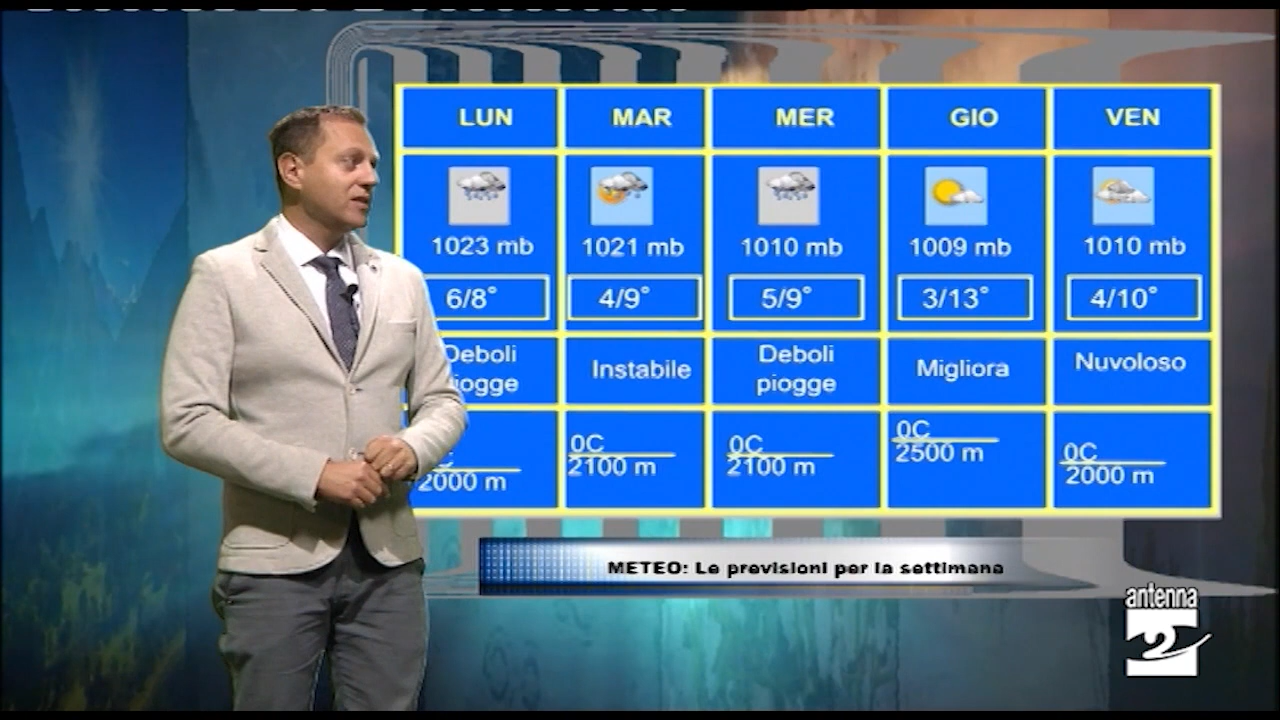 LUN MAR MER GIO VEN
1023 mb 1021 mb 1010 mb 1009 mb 1010 mb
6/8° 4/9° 5/9° 3/13° 4/10°
Deboli
piogge
Instabile
Deboli
piogge
Migliora
Nuvoloso
2000 m
0C
2100 m
0C
2100 m
0C
2500 m
0C
2000 m
METEO: Le previsioni per la settimana
antenna
2